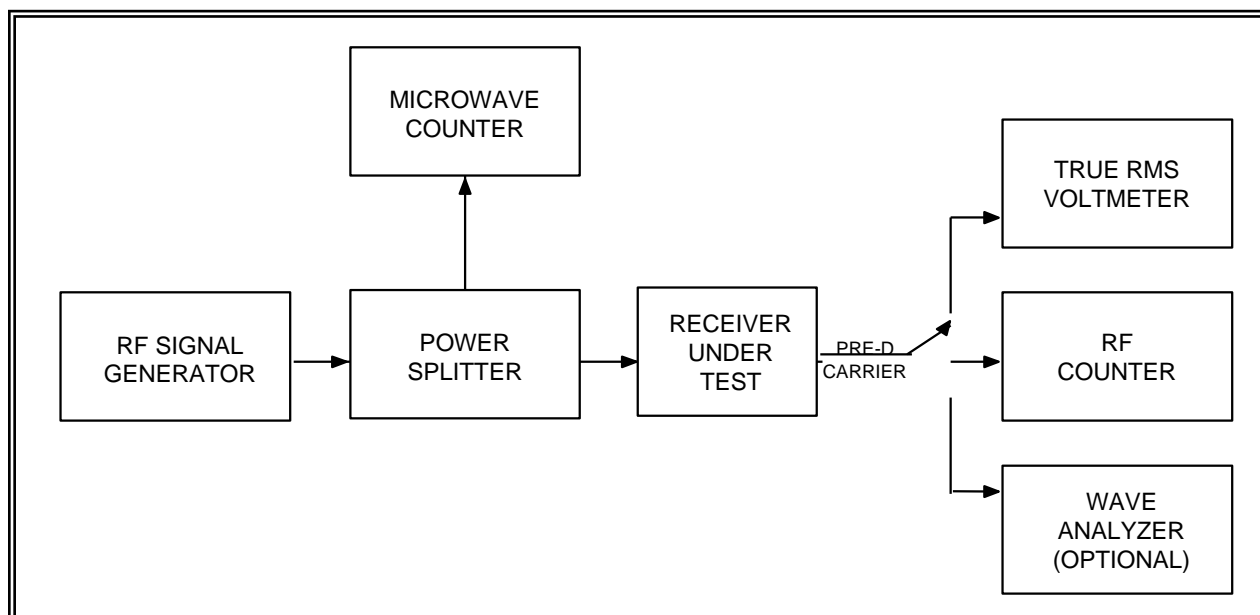 MICROWAVE
COUNTER
TRUE RMS
VOLTMETER
RF SIGNAL
GENERATOR
POWER
SPLITTER
RECEIVER
UNDER
TEST
PRE-D
CARRIER
RF
COUNTER
WAVE
ANALYZER
(OPTIONAL)